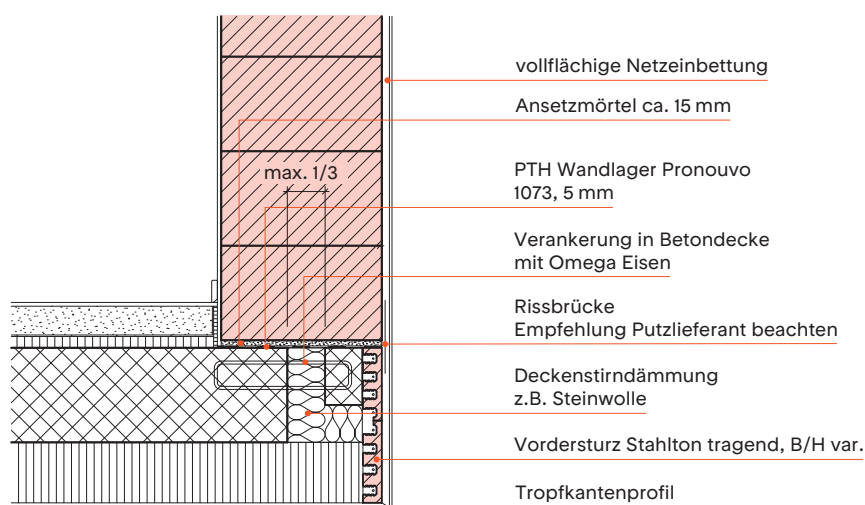 vollflächige Netzeinbettung
Ansetzmörtel ca. 15 mm
max. 1/3
PTH Wandlager Pronouvo
1073, 5 mm
Verankerung in Betondecke
mit Omega Eisen
Rissbrücke
Empfehlung Putzlieferant beachten
Deckenstirndämmung
z.B. Steinwolle
Vordersturz Stahlton tragend, B/H var.
Tropfkantenprofil